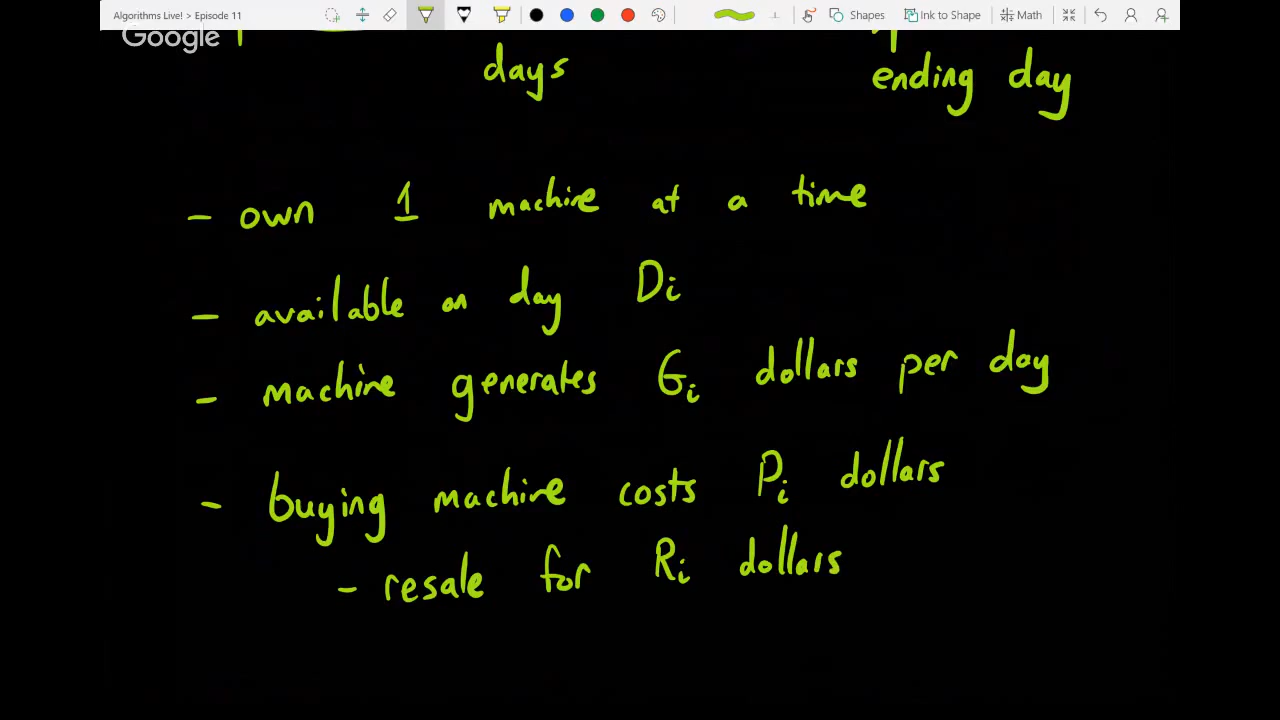 Algorithms Live! > Episode 11
Shapes Ink to Shape Math
Google
days
ending day
- own 1 machine at a time
- available on day Di
- machine generates Gi dollars per day
- buying machine costs Pi dollars
- resale for Ri dollars